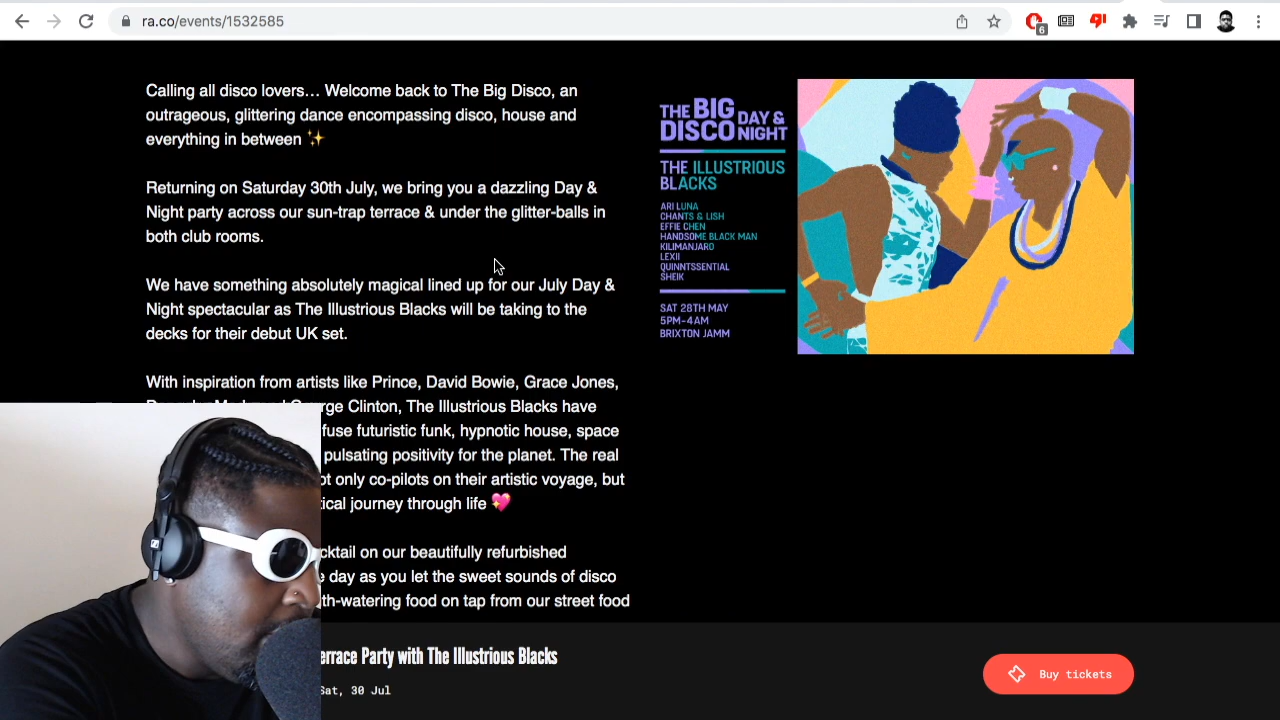 ra.co/events/1532585
6
Calling all disco lovers… Welcome back to The Big Disco, an
outrageous, glittering dance encompassing disco, house and
everything in between ✨
Returning on Saturday 30th July, we bring you a dazzling Day &
Night party across our sun-trap terrace & under the glitter-balls in
both club rooms.
We have something absolutely magical lined up for our July Day &
Night spectacular as The Illustrious Blacks will be taking to the
decks for their debut UK set.
With inspiration from artists like Prince, David Bowie, Grace Jones,
Clinton, The Illustrious Blacks have
fuse futuristic funk, hypnotic house, space
pulsating positivity for the planet. The real
only co-pilots on their artistic voyage, but
journey through life 💖
on our beautifully refurbished
day as you let the sweet sounds of disco
food on tap from our street food
THE BIG DISCO DAY & NIGHT
THE ILLUSTRIOUS
BLACKS
ARI LUNA
CHANTS & LISH
EFFIE CHEN
HANDSOME BLACK MAN
KILIMANJARO
LEXII
QUINNTSSENTIAL
SHEIK
SAT 28TH MAY
5PM-4AM
BRIXTON JAMM
Party with The Illustrious Blacks
Sat, 30 Jul
Buy tickets